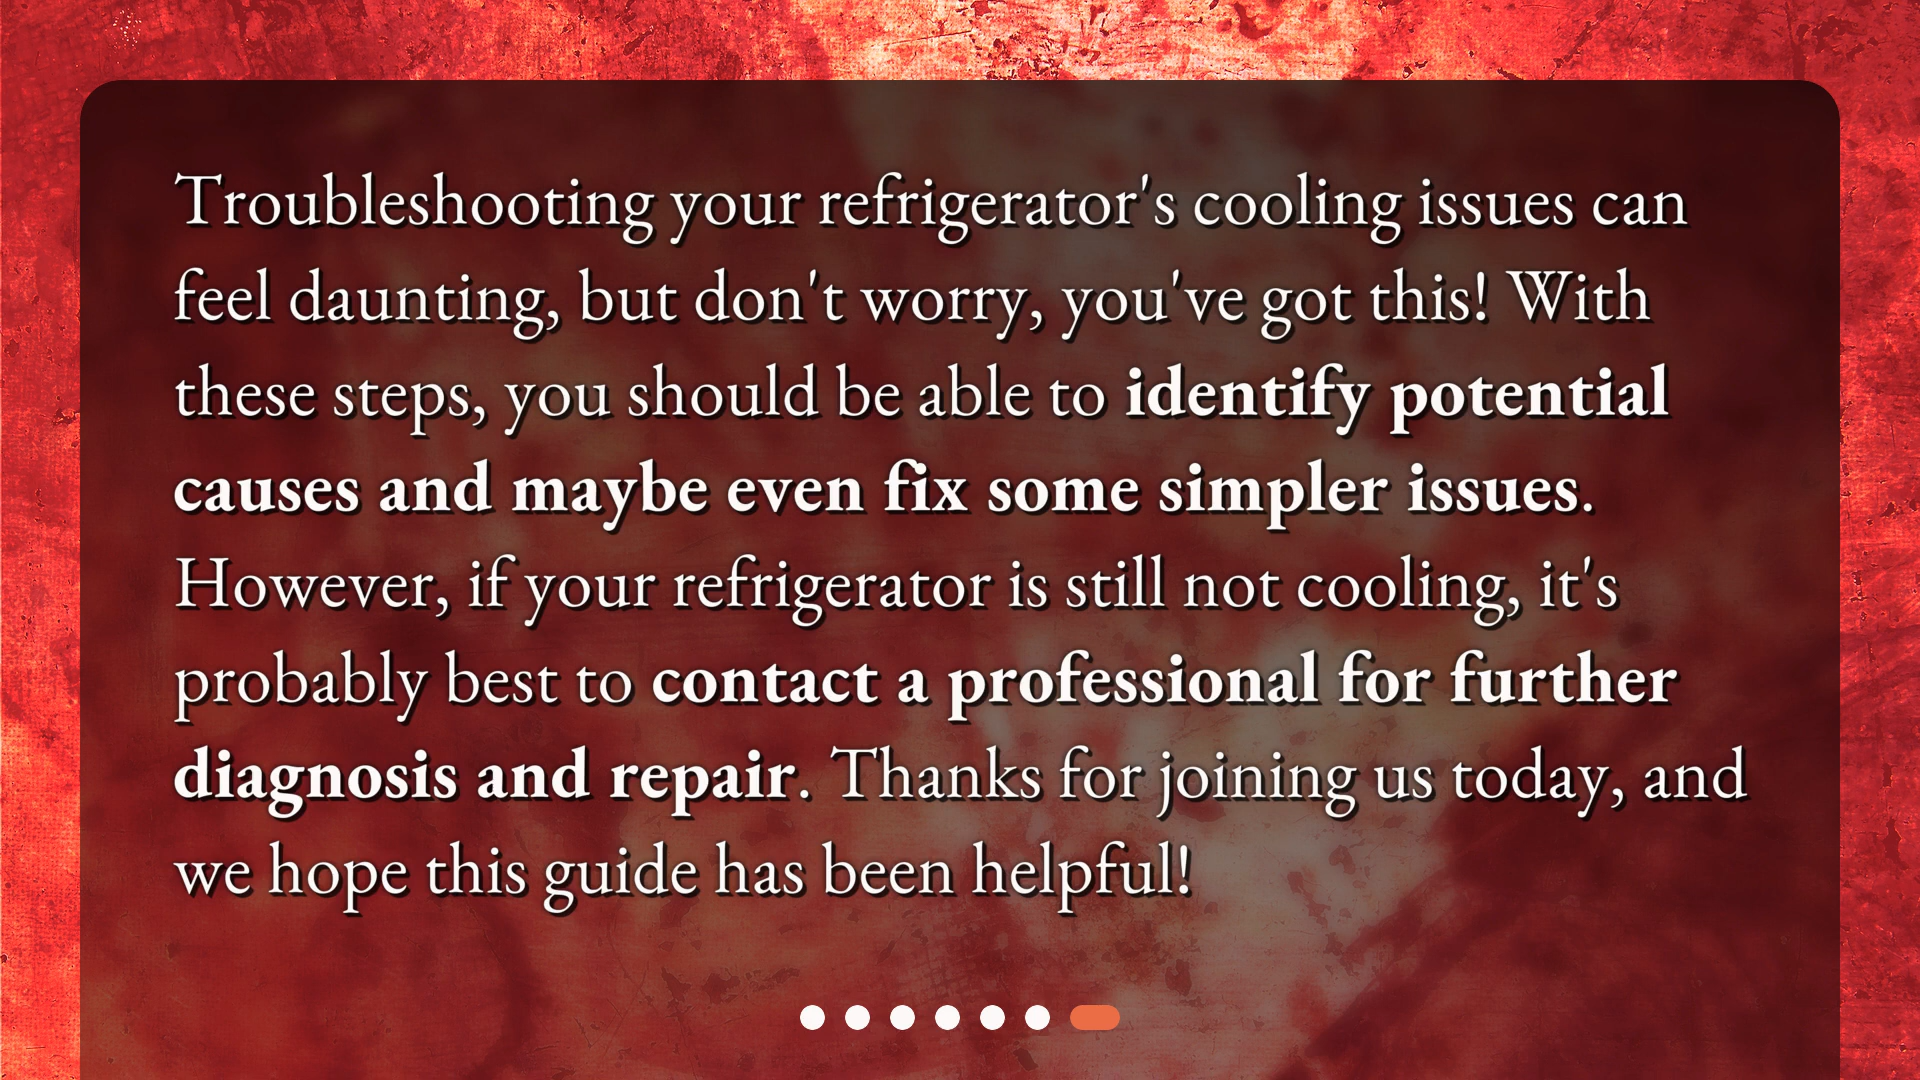 Troubleshooting your refrigerator's cooling issues can
feel daunting, but don't worry, you've got this! With
these steps, you should be able to identify potential
causes and maybe even fix some simpler issues.
However, if your refrigerator is still not cooling, it's
probably best to contact a professional for further
diagnosis and repair. Thanks for joining us today, and
we hope this guide has been helpful!